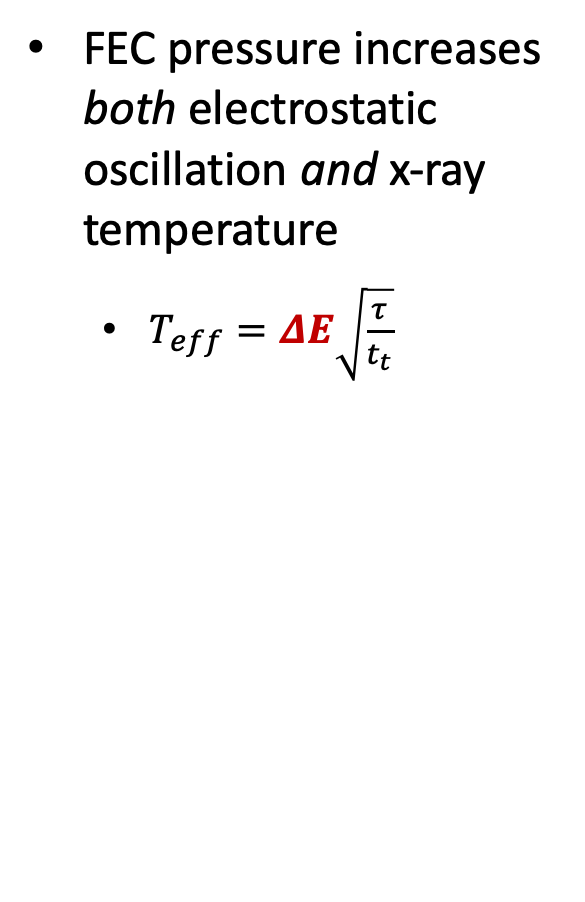 • FEC pressure increases
both electrostatic
oscillation and x-ray
temperature
• T_eff = ΔE √(τ/t_t)